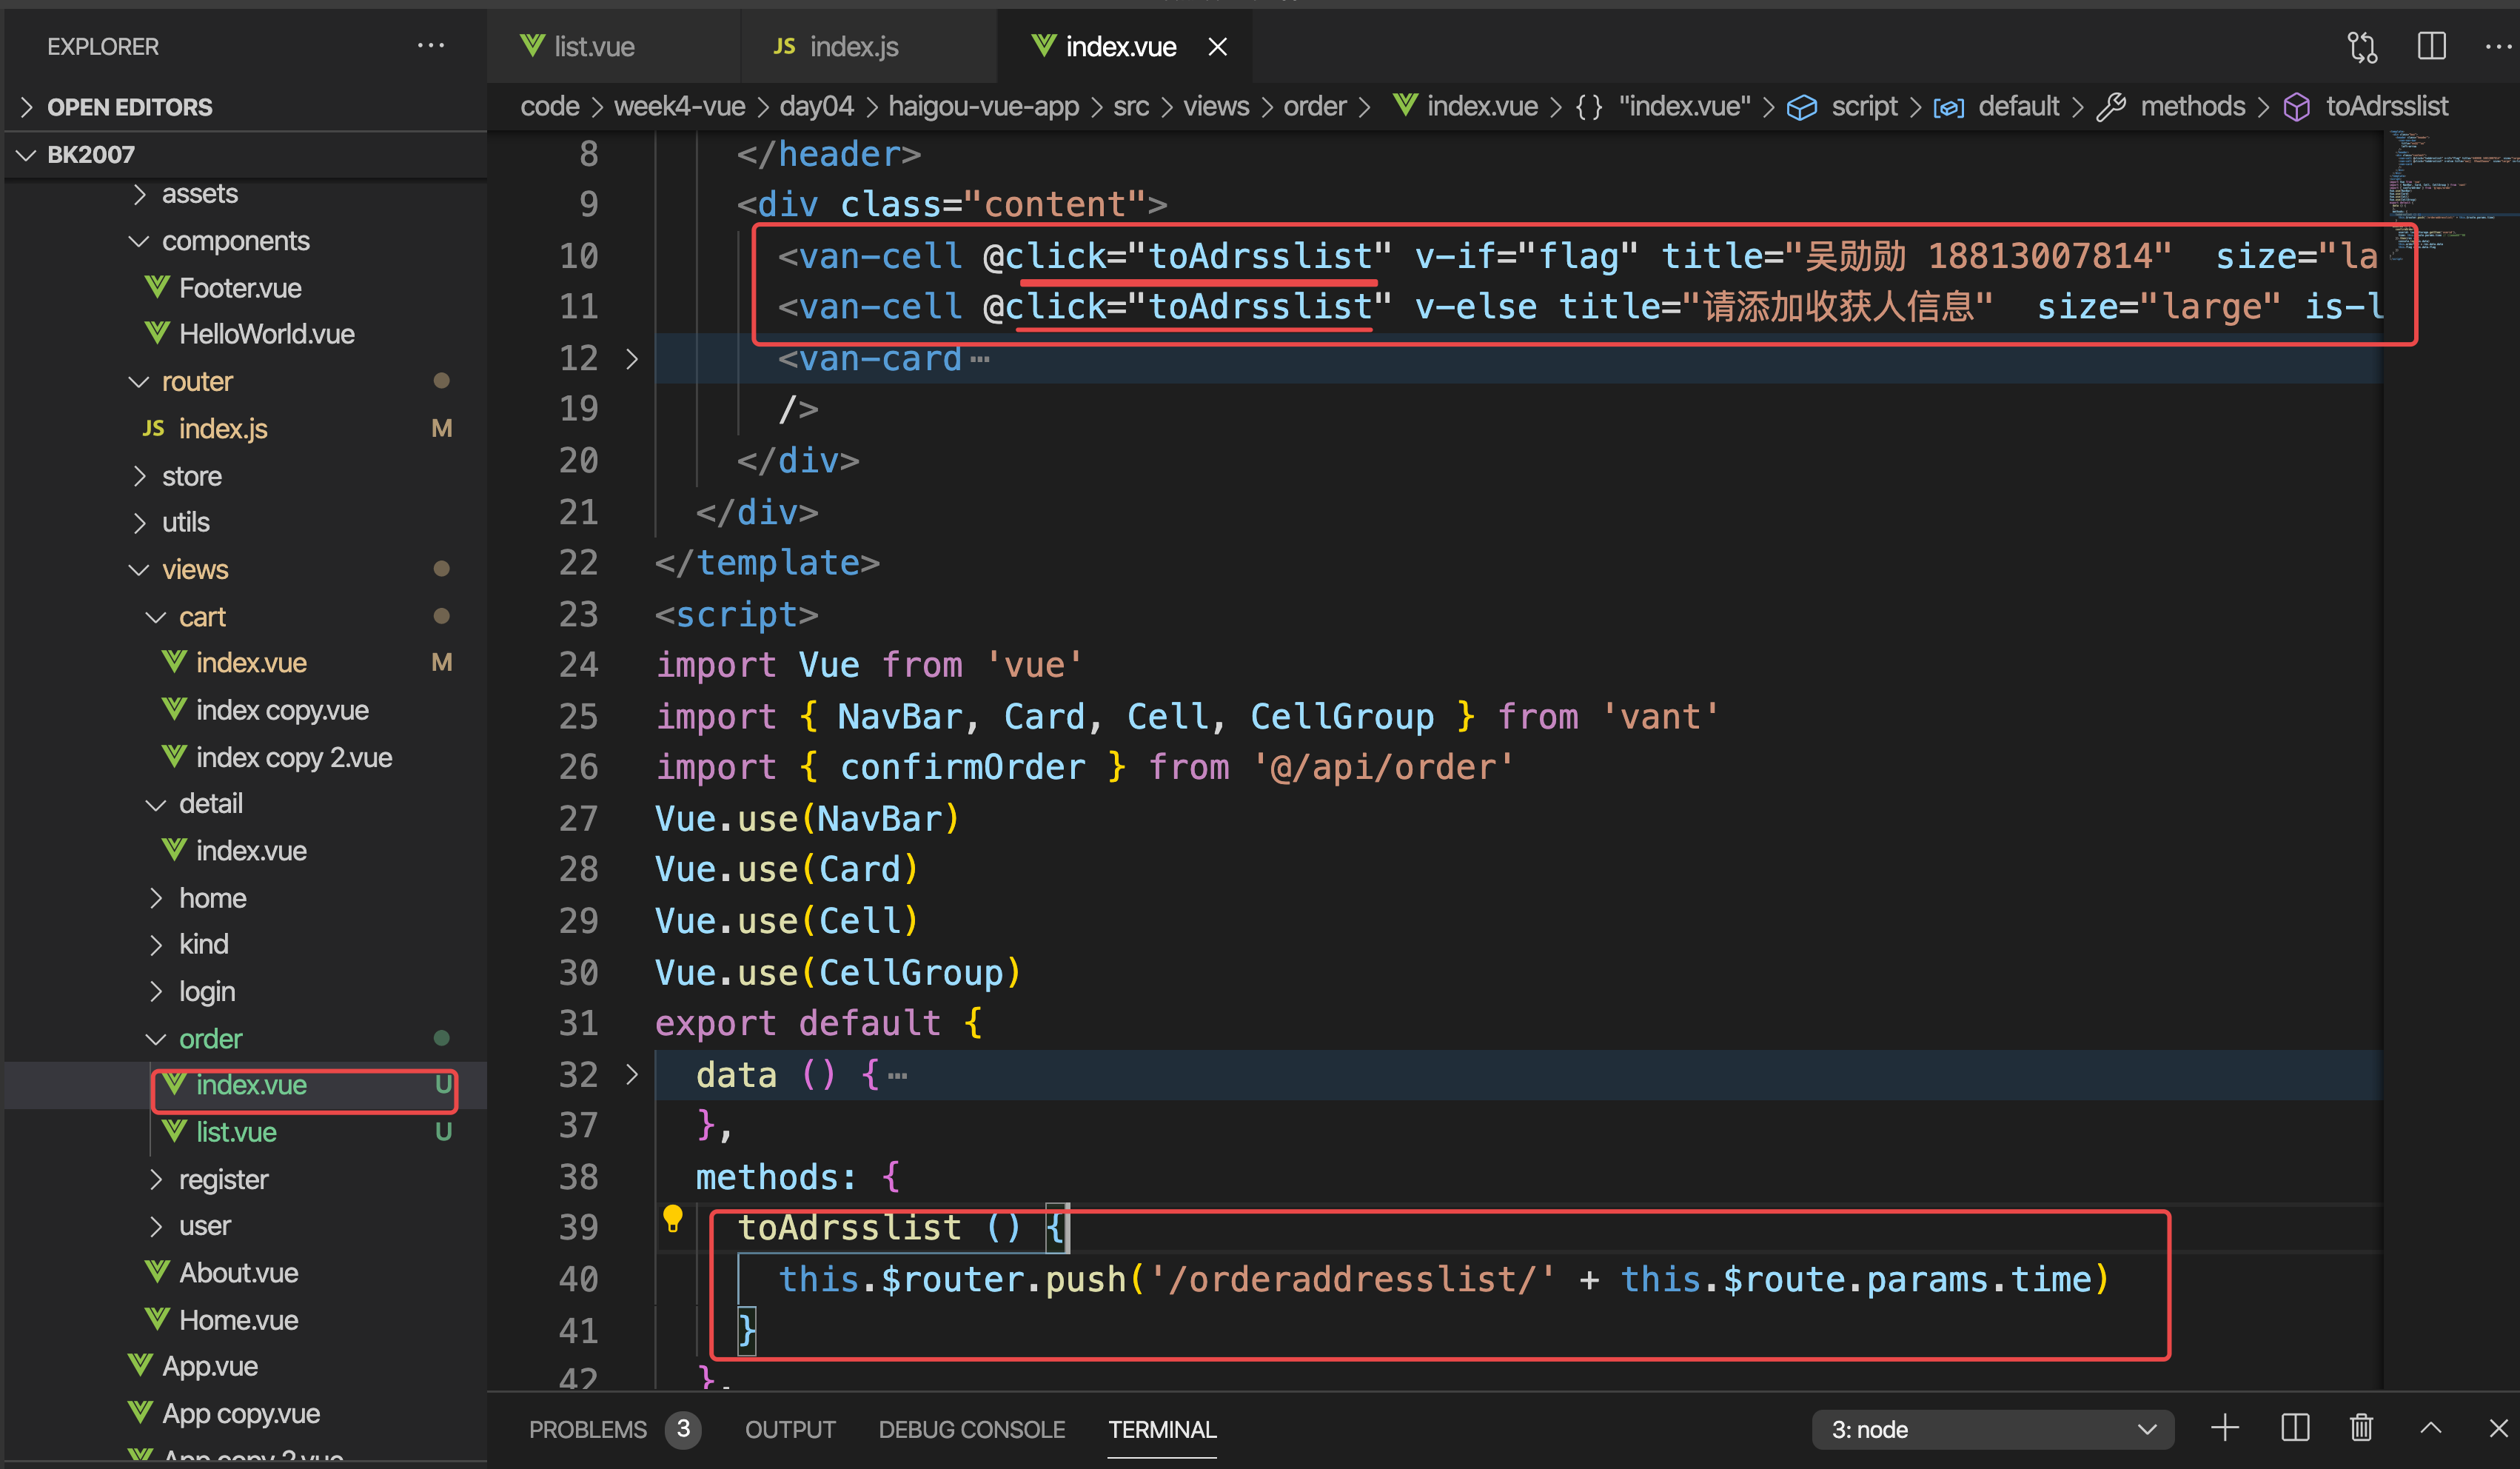 EXPLORER
OPEN EDITORS
BK2007
assets
components
Footer.vue
HelloWorld.vue
router
index.js M
store
utils
views
cart
index.vue M
index copy.vue
index copy 2.vue
detail
index.vue
home
kind
login
order
index.vue U
list.vue U
register
user
About.vue
Home.vue
App.vue
App copy.vue
App copy 2.vue
list.vue JS index.js index.vue
code > week4-vue > day04 > haigou-vue-app > src > views > order > index.vue > {} "index.vue" > script > default > methods > toAdrsslist
8 </header>
9 <div class="content">
10 <van-cell @click="toAdrsslist" v-if="flag" title="吴勋勋 18813007814" size="la
11 <van-cell @click="toAdrsslist" v-else title="请添加收获人信息" size="large" is-l
12 <van-card…
19 />
20 </div>
21 </div>
22 </template>
23 <script>
24 import Vue from 'vue'
25 import { NavBar, Card, Cell, CellGroup } from 'vant'
26 import { confirmOrder } from '@/api/order'
27 Vue.use(NavBar)
28 Vue.use(Card)
29 Vue.use(Cell)
30 Vue.use(CellGroup)
31 export default {
32 data () {…
37 },
38 methods: {
39 toAdrsslist () {
40 this.$router.push('/orderaddresslist/' + this.$route.params.time)
41 }
42 },
PROBLEMS 3 OUTPUT DEBUG CONSOLE TERMINAL 3: node